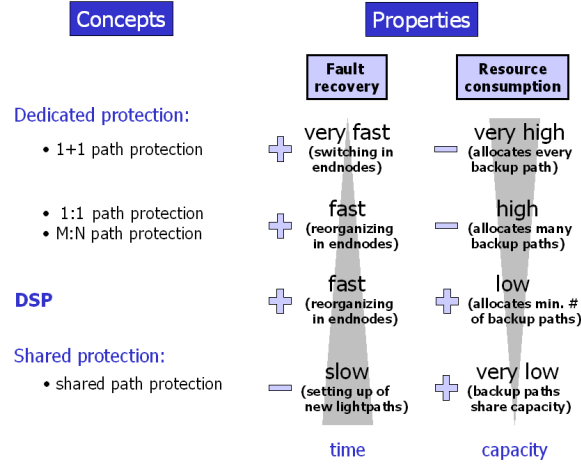 Concepts
Properties
Fault
recovery
Resource
consumption
Dedicated protection:
• 1+1 path protection
very fast
(switching in
endnodes)
very high
(allocates every
backup path)
• 1:1 path protection
• M:N path protection
fast
(reorganizing
in endnodes)
high
(allocates many
backup paths)
DSP
fast
(reorganizing
in endnodes)
low
(allocates min. #
of backup paths)
Shared protection:
• shared path protection
slow
(setting up of
new lightpaths)
very low
(backup paths
share capacity)
time
capacity